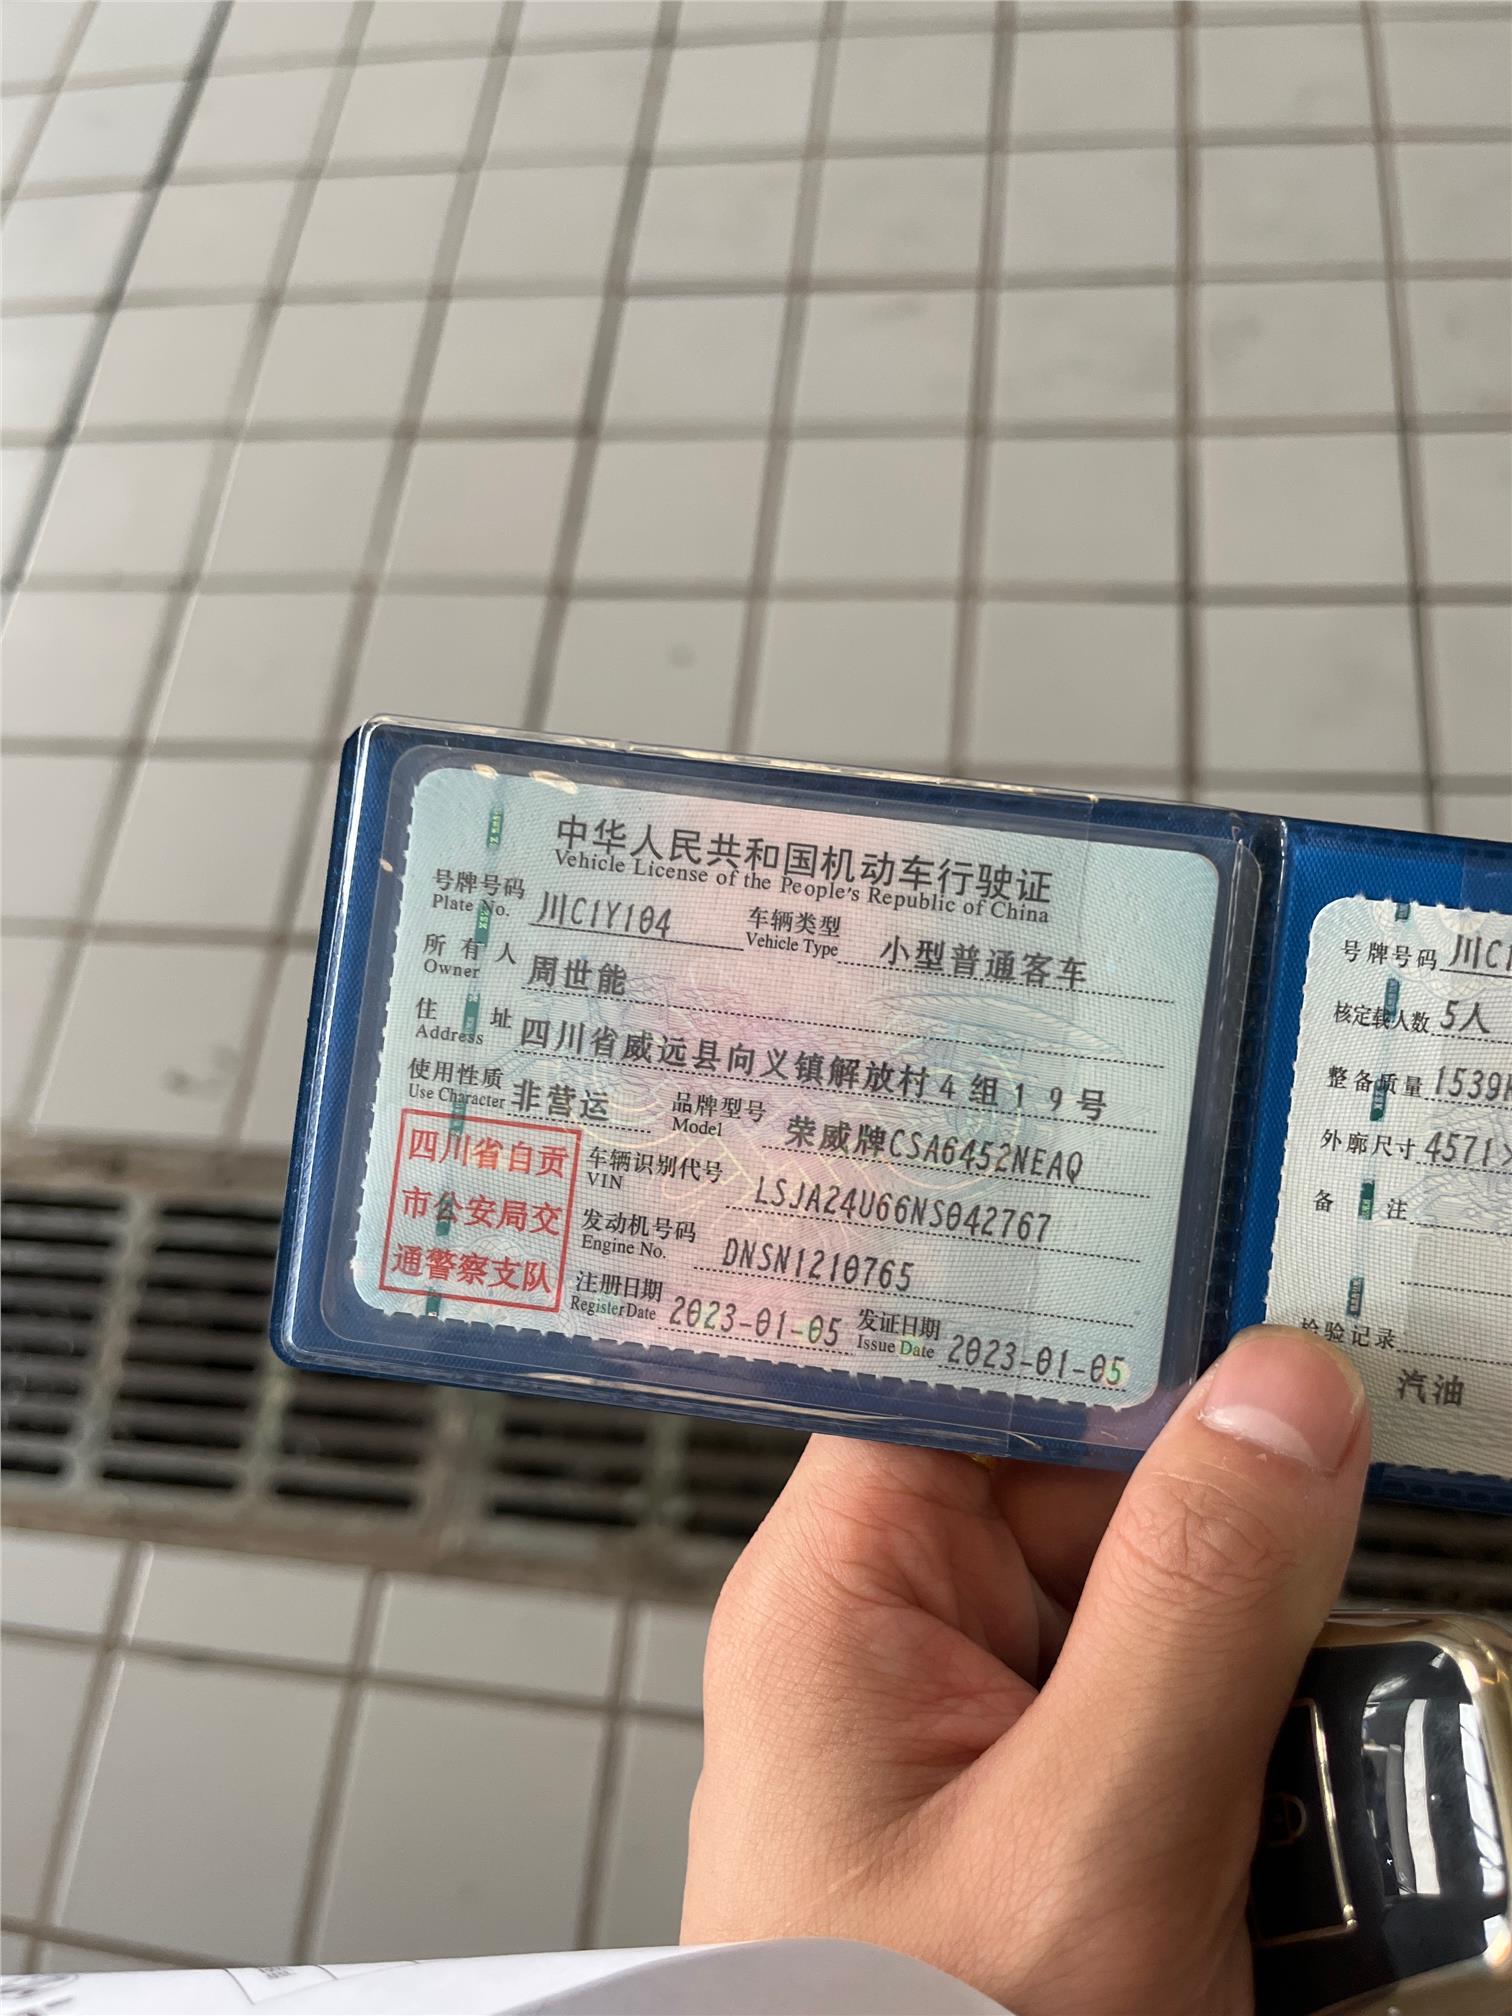 中华人民共和国机动车行驶证
Vehicle License of the People's Republic of China
号牌号码 川C1Y104 车辆类型 小型普通客车
Plate No. Vehicle Type
所有人 周世能
Owner
住址 四川省威远县向义镇解放村4组19号
Address
使用性质 非营运 品牌型号 荣威牌CSA6452NEAQ
Use Character Model
四川省自贡
市公安局交
通警察支队
车辆识别代号 LSJA24U66NS042767
VIN
发动机号码 DNSN1210765
Engine No.
注册日期 2023-01-05 发证日期 2023-01-05
Register Date Issue Date
号牌号码 川C1
核定载人数 5人
整备质量 1539
外廓尺寸 4571×
备注
检验记录
汽油